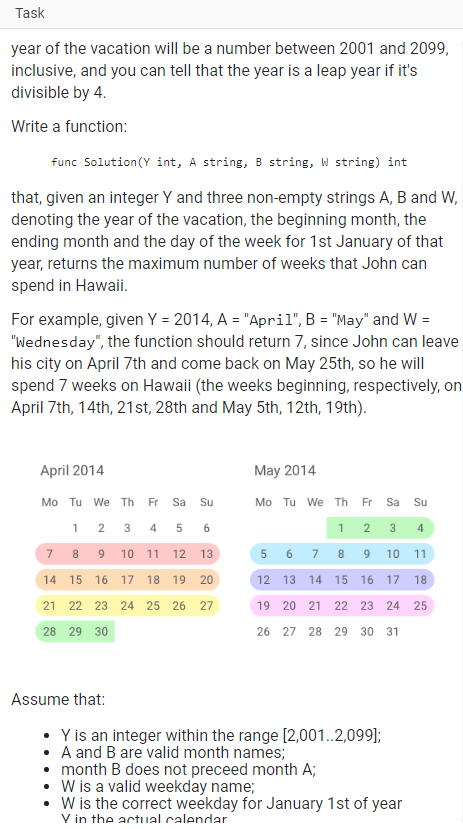 Task
year of the vacation will be a number between 2001 and 2099,
inclusive, and you can tell that the year is a leap year if it's
divisible by 4.
Write a function:
func Solution(Y int, A string, B string, W string) int
that, given an integer Y and three non-empty strings A, B and W,
denoting the year of the vacation, the beginning month, the
ending month and the day of the week for 1st January of that
year, returns the maximum number of weeks that John can
spend in Hawaii.
For example, given Y = 2014, A = "April", B = "May" and W =
"Wednesday", the function should return 7, since John can leave
his city on April 7th and come back on May 25th, so he will
spend 7 weeks on Hawaii (the weeks beginning, respectively, on
April 7th, 14th, 21st, 28th and May 5th, 12th, 19th).
April 2014
Mo Tu We Th Fr Sa Su
1 2 3 4 5 6
7 8 9 10 11 12 13
14 15 16 17 18 19 20
21 22 23 24 25 26 27
28 29 30
May 2014
Mo Tu We Th Fr Sa Su
1 2 3 4
5 6 7 8 9 10 11
12 13 14 15 16 17 18
19 20 21 22 23 24 25
26 27 28 29 30 31
Assume that:
• Y is an integer within the range [2,001..2,099];
• A and B are valid month names;
• month B does not preceed month A;
• W is a valid weekday name;
• W is the correct weekday for January 1st of year
Y in the actual calendar